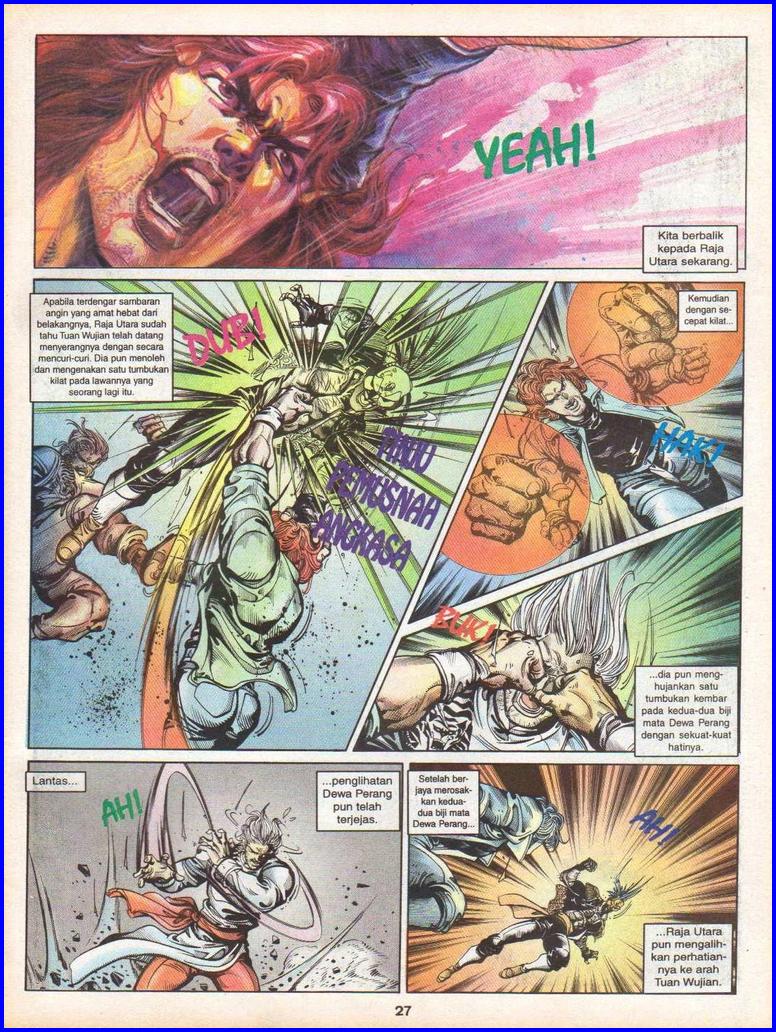 YEAH!
Kita berbalik
kepada Raja
Utara sekarang.
Apabila terdengar sambaran
angin yang amat hebat dari
belakangnya, Raja Utara sudah
tahu Tuan Wujian telah datang
menyerangnya dengan secara
mencuri-curi. Dia pun menoleh
dan mengenakan satu tumbukan
kilat pada lawannya yang
seorang lagi itu.
DUB!
PINJU
PEMUSNAH
ANGKASA
Kemudian
dengan se-
cepat kilat...
HAK!
BUK!
...dia pun meng-
hujankan satu
tumbukan kembar
pada kedua-dua biji
mata Dewa Perang
dengan sekuat-kuat
hatinya.
Lantas...
AH!
...penglihatan
Dewa Perang
pun telah
terjejas.
Setelah ber-
jaya merosak-
kan kedua-
dua biji mata
Dewa Perang...
AH!
...Raja Utara
pun mengalih-
kan perhatian-
nya ke arah
Tuan Wujian.
27